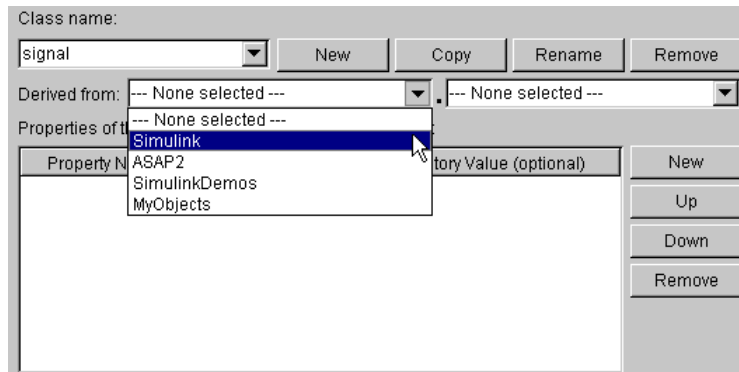 Class name:
signal New Copy Rename Remove
Derived from: --- None selected --- . --- None selected ---
Properties of :
--- None selected ---
Simulink
ASAP2
SimulinkDemos
MyObjects
Property Value (optional)
New
Up
Down
Remove